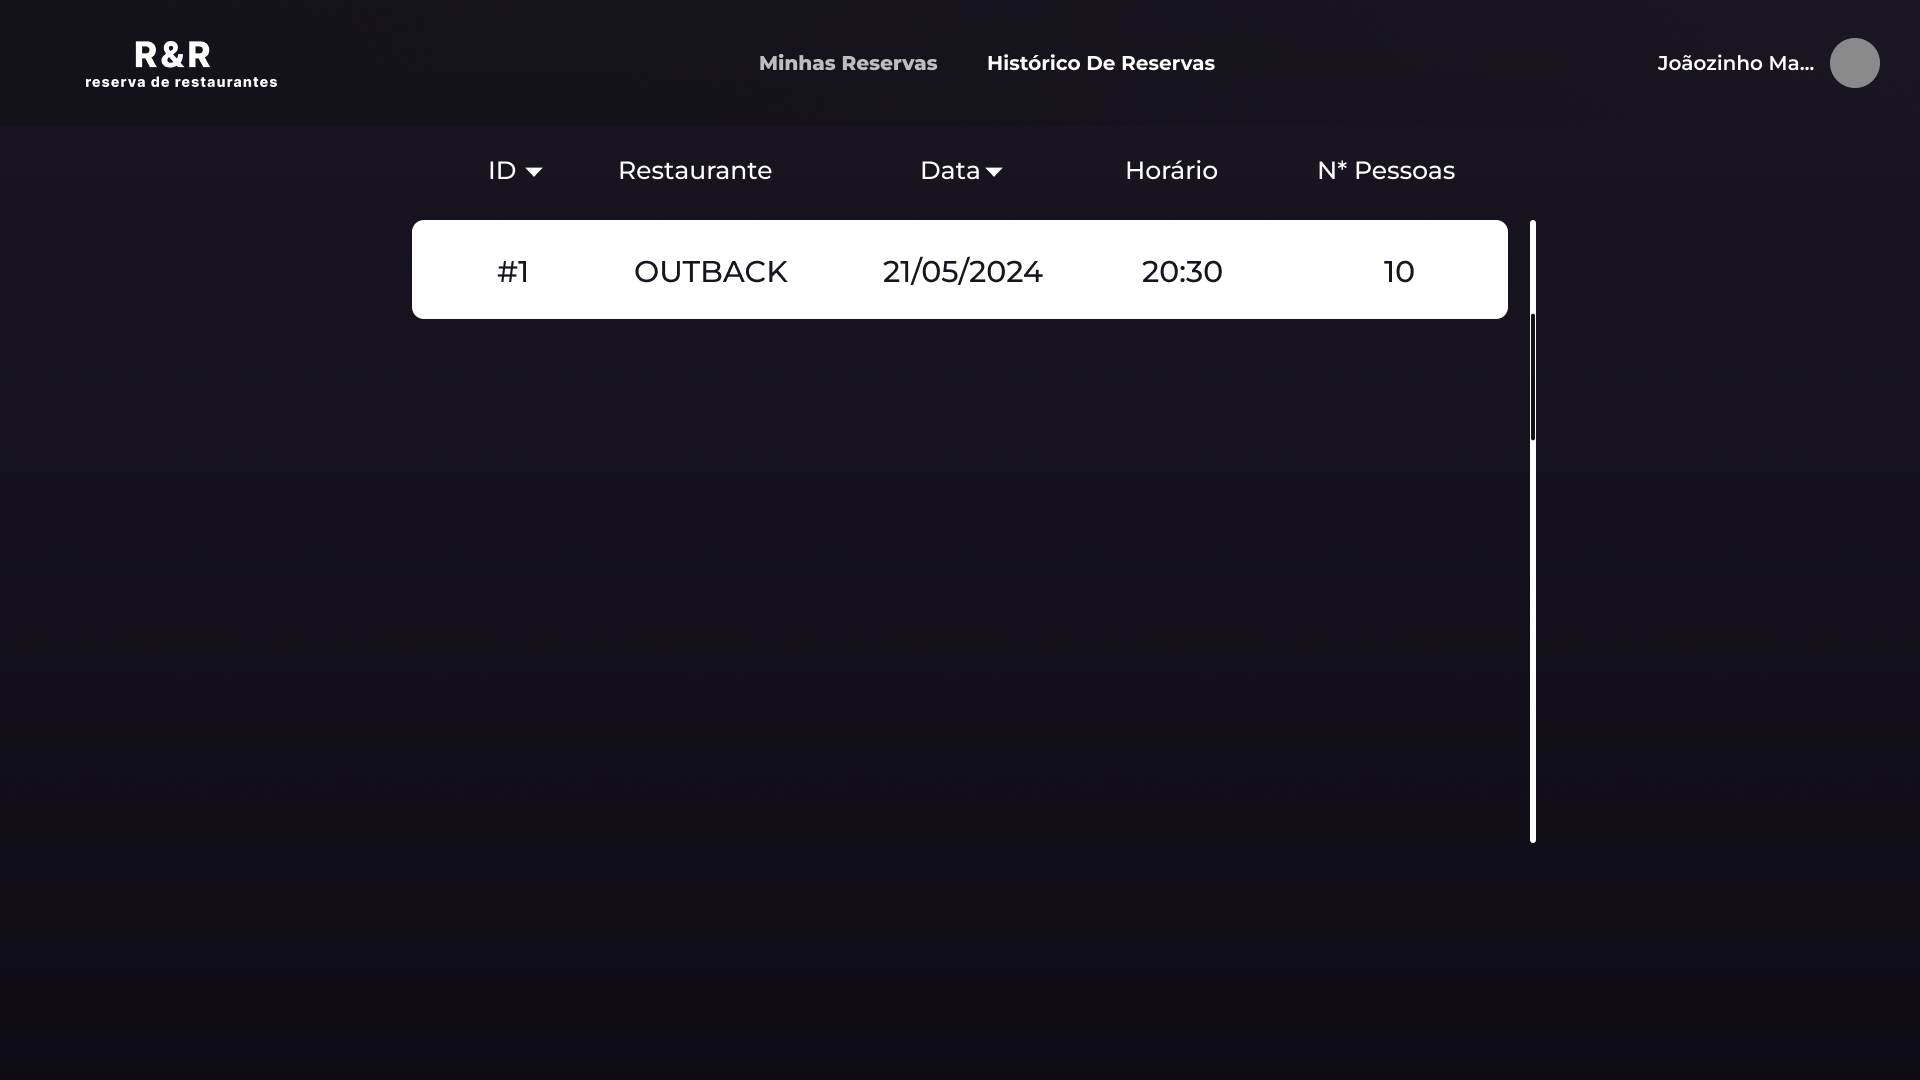 R&R
reserva de restaurantes
Minhas Reservas
Histórico De Reservas
Joãozinho Ma...
ID Restaurante Data Horário N* Pessoas
#1 OUTBACK 21/05/2024 20:30 10